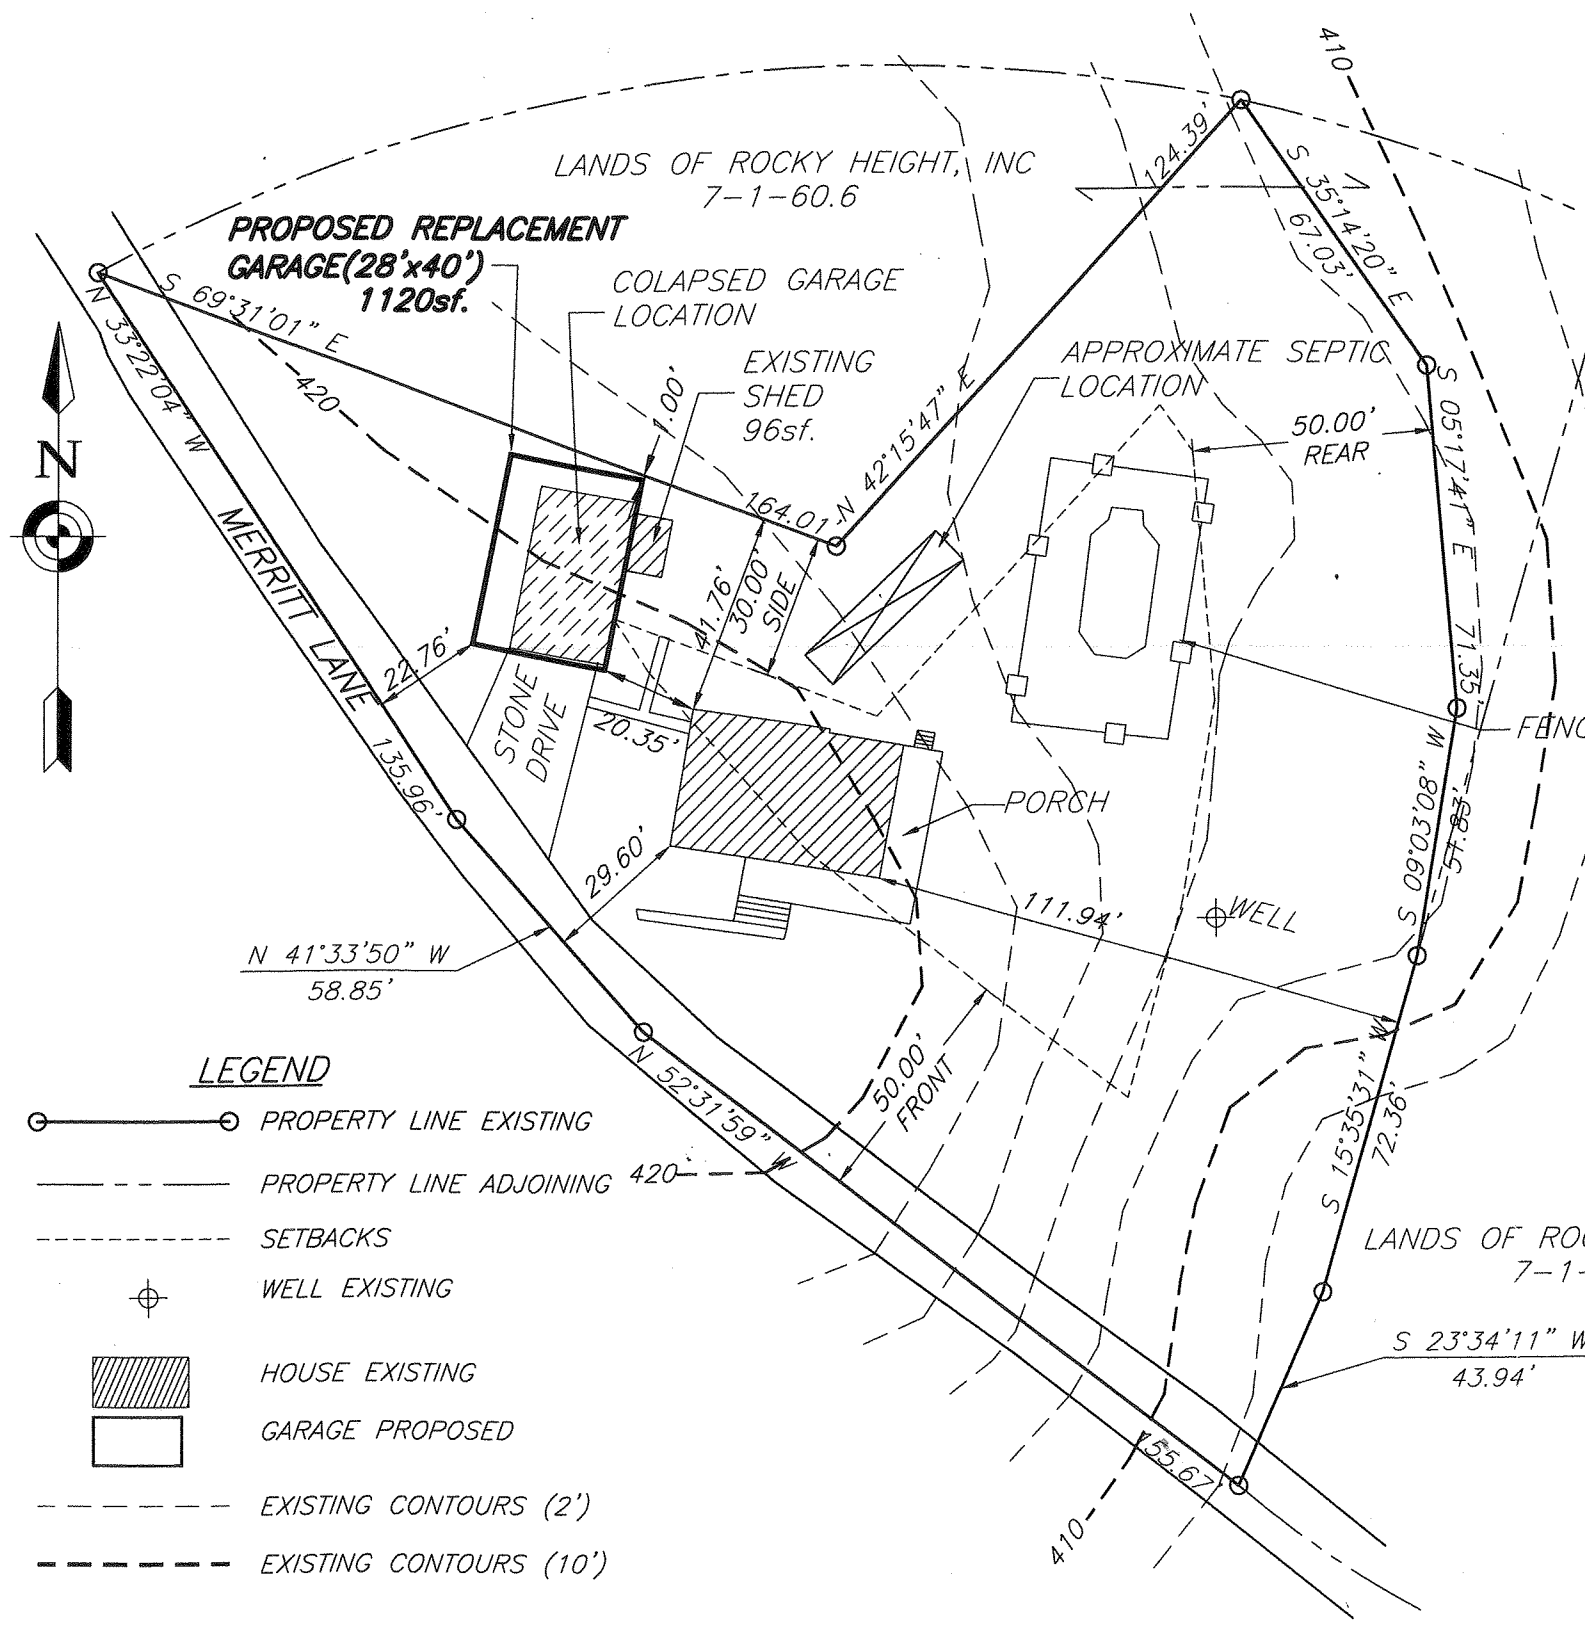 410
LANDS OF ROCKY HEIGHT, INC
7-1-60.6
124.39'
S 35°14'20" E
67.03'
PROPOSED REPLACEMENT
GARAGE(28'x40')
1120sf.
COLAPSED GARAGE
LOCATION
S 69°31'01" E
N 33°22'04" W
420
EXISTING
SHED
96sf.
1.00'
APPROXIMATE SEPTIC
LOCATION
N 42°15'47" E
164.01
50.00'
REAR
S 05°17'41" E
71.35'
N
MERRITT LANE
41.76'
30.00'
SIDE
22.76'
STONE
DRIVE
20.35'
135.96'
FENC
PORCH
S 09°03'08" W
29.60'
111.94'
WELL
N 41°33'50" W
58.85'
50.00'
FRONT
N 52°31'59" W
420
S 15°35'31" W
72.36'
LEGEND
PROPERTY LINE EXISTING
PROPERTY LINE ADJOINING
SETBACKS
WELL EXISTING
HOUSE EXISTING
GARAGE PROPOSED
EXISTING CONTOURS (2')
EXISTING CONTOURS (10')
LANDS OF RO
7-1-
S 23°34'11" W
43.94'
155.67'
410